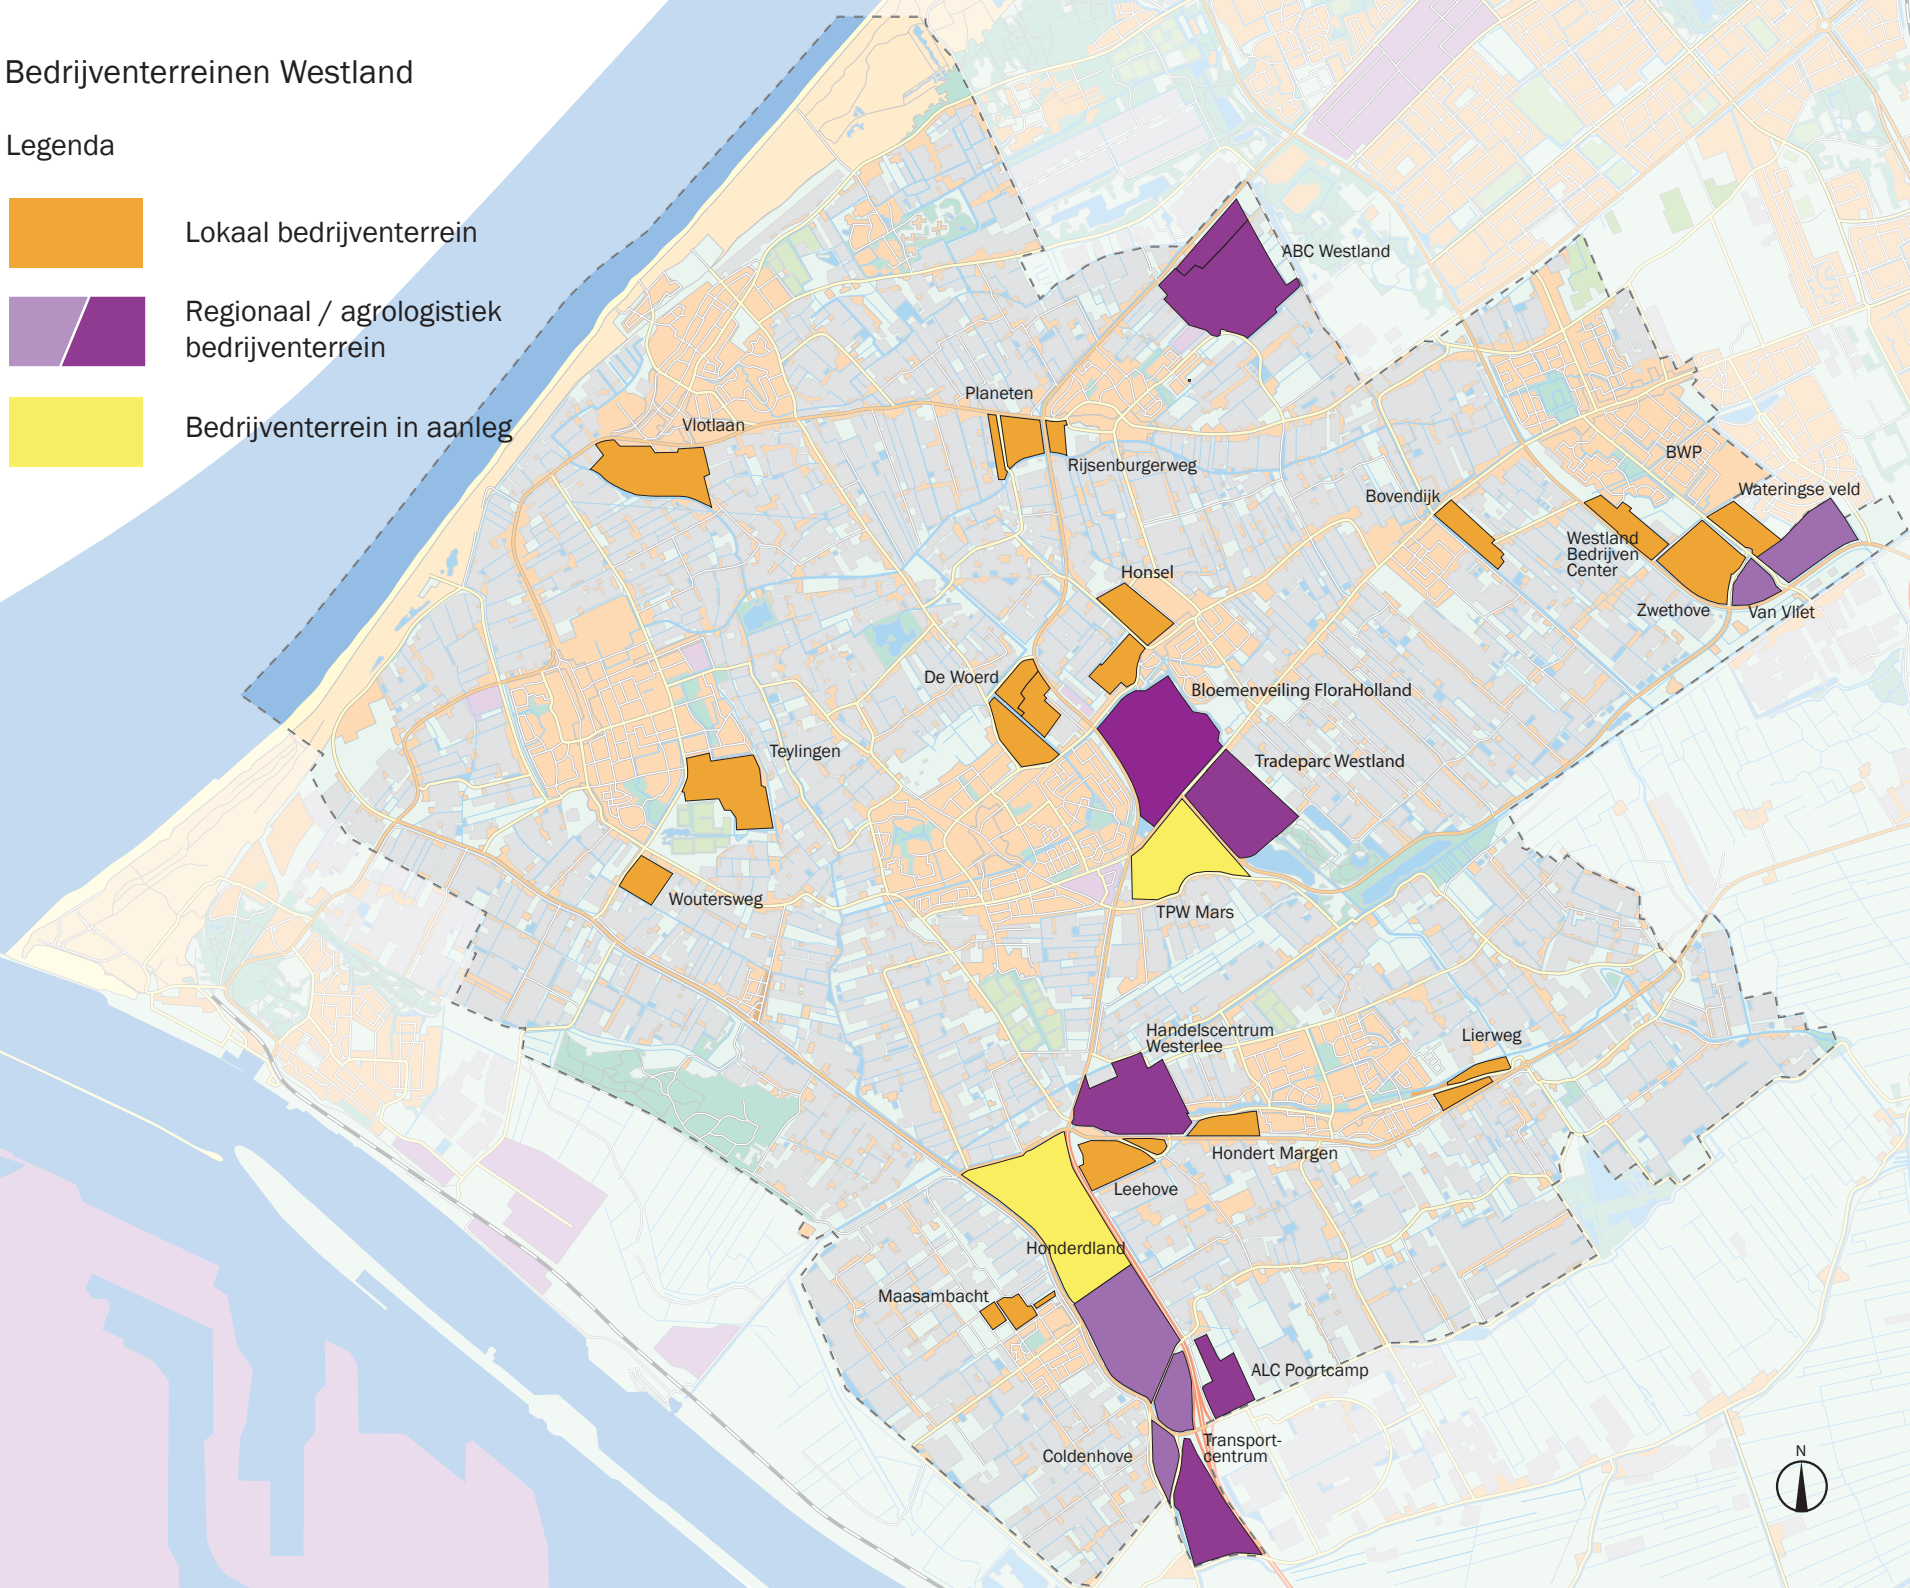 Bedrijventerreinen Westland
Legenda
Lokaal bedrijventerrein
Regionaal / agrologistiek
bedrijventerrein
Bedrijventerrein in aanleg
ABC Westland
Planeten
Vlotlaan
Rijsenburgerweg
BWP
Bovendijk
Wateringse veld
Westland
Bedrijven
Center
Honsel
Zwethove
Van Vliet
De Woerd
Bloemenveiling FloraHolland
Teylingen
Tradeparc Westland
Woutersweg
TPW Mars
Handelscentrum
Westerlee
Lierweg
Hondert Margen
Leehove
Honderdland
Maasambacht
ALC Poortcamp
Coldenhove
Transport-
centrum
N